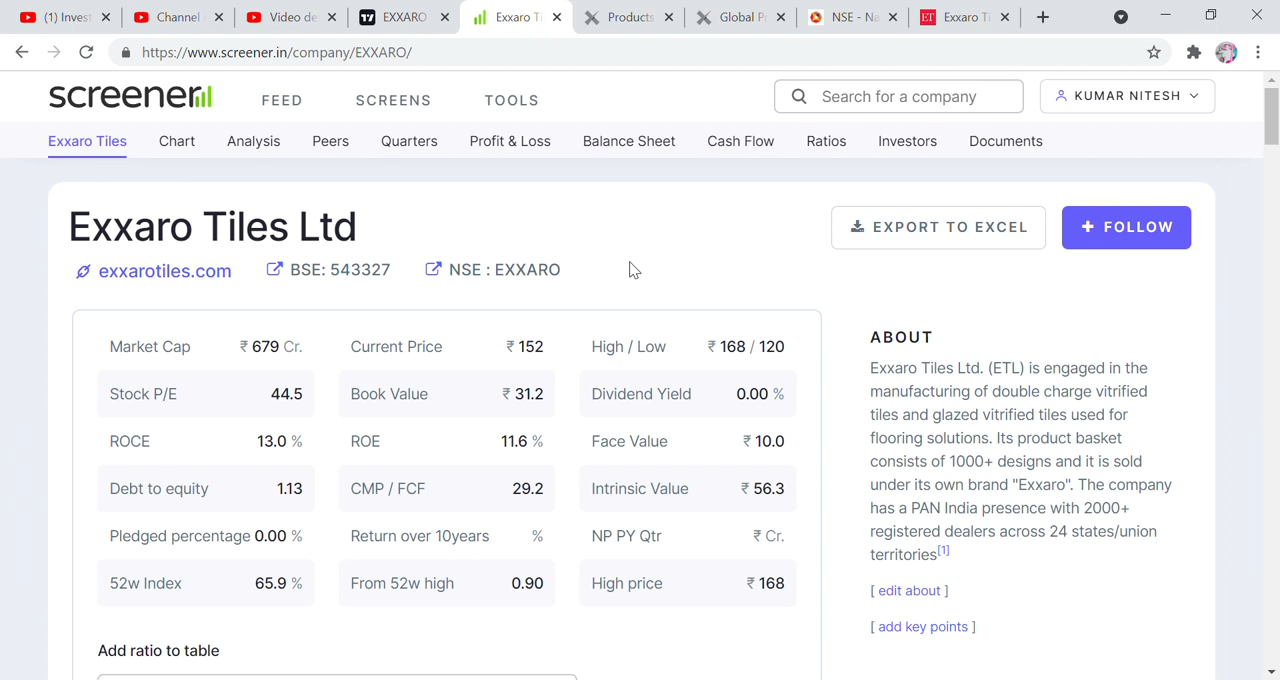 (1) Invest
Channel
Video de
EXXARO
Exxaro Ti
Products
Global Pr
NSE - Na
ET Exxaro Ti
https://www.screener.in/company/EXXARO/
screener
FEED SCREENS TOOLS
Search for a company
KUMAR NITESH
Exxaro Tiles Chart Analysis Peers Quarters Profit & Loss Balance Sheet Cash Flow Ratios Investors Documents
Exxaro Tiles Ltd
EXPORT TO EXCEL
+ FOLLOW
exxarotiles.com BSE: 543327 NSE : EXXARO
Market Cap ₹ 679 Cr. Current Price ₹ 152 High / Low ₹ 168 / 120
Stock P/E 44.5 Book Value ₹ 31.2 Dividend Yield 0.00 %
ROCE 13.0 % ROE 11.6 % Face Value ₹ 10.0
Debt to equity 1.13 CMP / FCF 29.2 Intrinsic Value ₹ 56.3
Pledged percentage 0.00 % Return over 10years % NP PY Qtr ₹ Cr.
52w Index 65.9 % From 52w high 0.90 High price ₹ 168
Add ratio to table
ABOUT
Exxaro Tiles Ltd. (ETL) is engaged in the
manufacturing of double charge vitrified
tiles and glazed vitrified tiles used for
flooring solutions. Its product basket
consists of 1000+ designs and it is sold
under its own brand "Exxaro". The company
has a PAN India presence with 2000+
registered dealers across 24 states/union
territories[1]
[ edit about ]
[ add key points ]